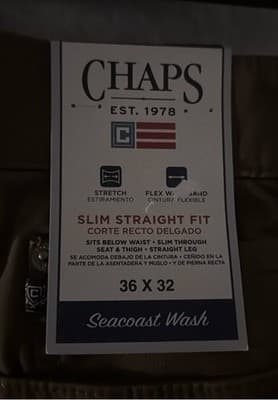 CHAPS
EST. 1978
C
STRETCH
ESTIRAMIENTO
FLEX
CINTURA FLEXIBLE
SLIM STRAIGHT FIT
CORTE RECTO DELGADO
SITS BELOW WAIST • SLIM THROUGH
SEAT & THIGH • STRAIGHT LEG
SE ACOMODA DEBAJO DE LA CINTURA • CEÑIDO EN LA
PARTE DE LA ASENTADERA Y MUSLO • Y DE PIERNA RECTA
36 X 32
Seacoast Wash